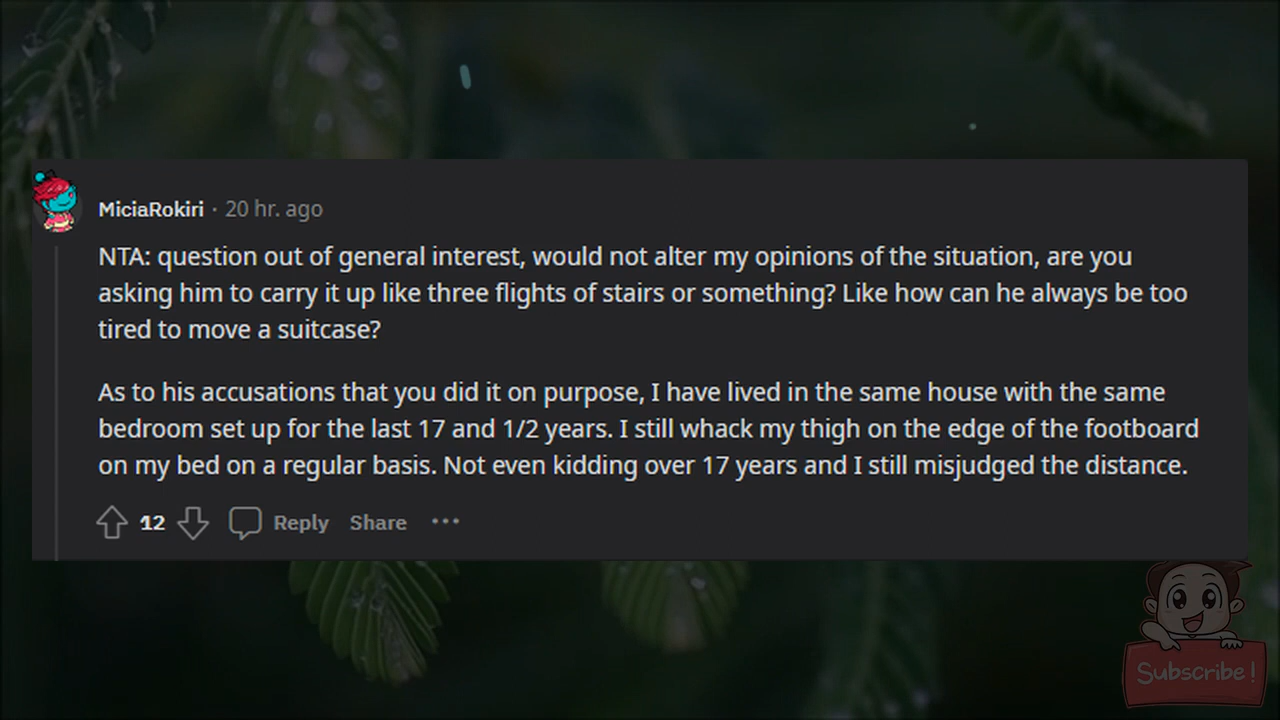 MiciaRokiri · 20 hr. ago
NTA: question out of general interest, would not alter my opinions of the situation, are you
asking him to carry it up like three flights of stairs or something? Like how can he always be too
tired to move a suitcase?
As to his accusations that you did it on purpose, I have lived in the same house with the same
bedroom set up for the last 17 and 1/2 years. I still whack my thigh on the edge of the footboard
on my bed on a regular basis. Not even kidding over 17 years and I still misjudged the distance.
12 Reply Share ···
Subscribe!